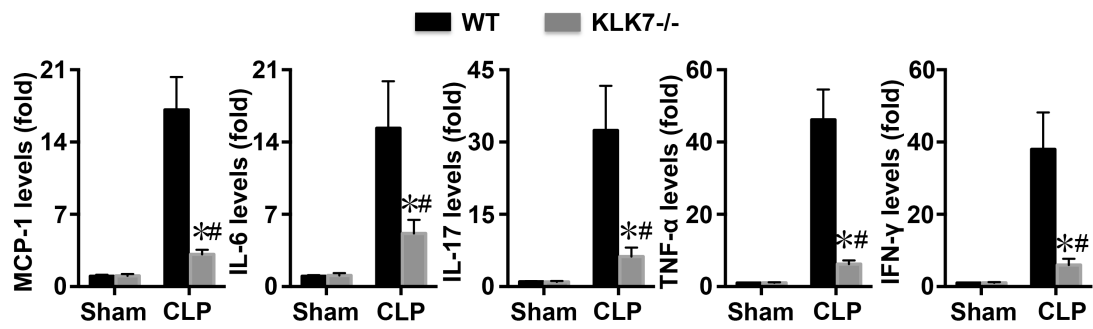 WT KLK7-/-
MCP-1 levels (fold)
21
14
7
0
*#
Sham CLP
IL-6 levels (fold)
21
14
7
0
*#
Sham CLP
IL-17 levels (fold)
45
30
15
0
*#
Sham CLP
TNF-α levels (fold)
60
40
20
0
*#
Sham CLP
IFN-γ levels (fold)
60
40
20
0
*#
Sham CLP